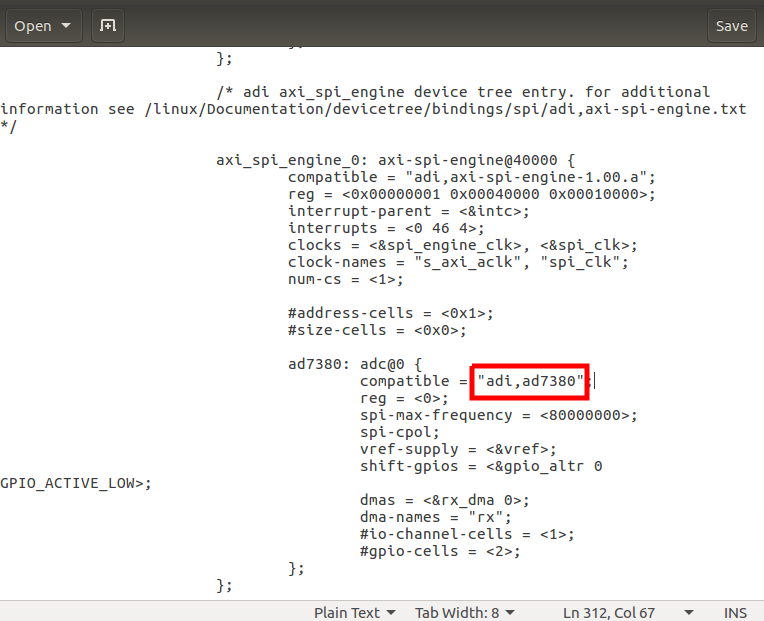 Open
Save
};
/* adi axi_spi_engine device tree entry. for additional
information see /linux/Documentation/devicetree/bindings/spi/adi,axi-spi-engine.txt
*/
axi_spi_engine_0: axi-spi-engine@40000 {
compatible = "adi,axi-spi-engine-1.00.a";
reg = <0x00000001 0x00040000 0x00010000>;
interrupt-parent = <&intc>;
interrupts = <0 46 4>;
clocks = <&spi_engine_clk>, <&spi_clk>;
clock-names = "s_axi_aclk", "spi_clk";
num-cs = <1>;
#address-cells = <0x1>;
#size-cells = <0x0>;
ad7380: adc@0 {
compatible = "adi,ad7380";
reg = <0>;
spi-max-frequency = <80000000>;
spi-cpol;
vref-supply = <&vref>;
shift-gpios = <&gpio_altr 0
GPIO_ACTIVE_LOW>;
dmas = <&rx_dma 0>;
dma-names = "rx";
#io-channel-cells = <1>;
#gpio-cells = <2>;
};
};
Plain Text
Tab Width: 8
Ln 312, Col 67
INS